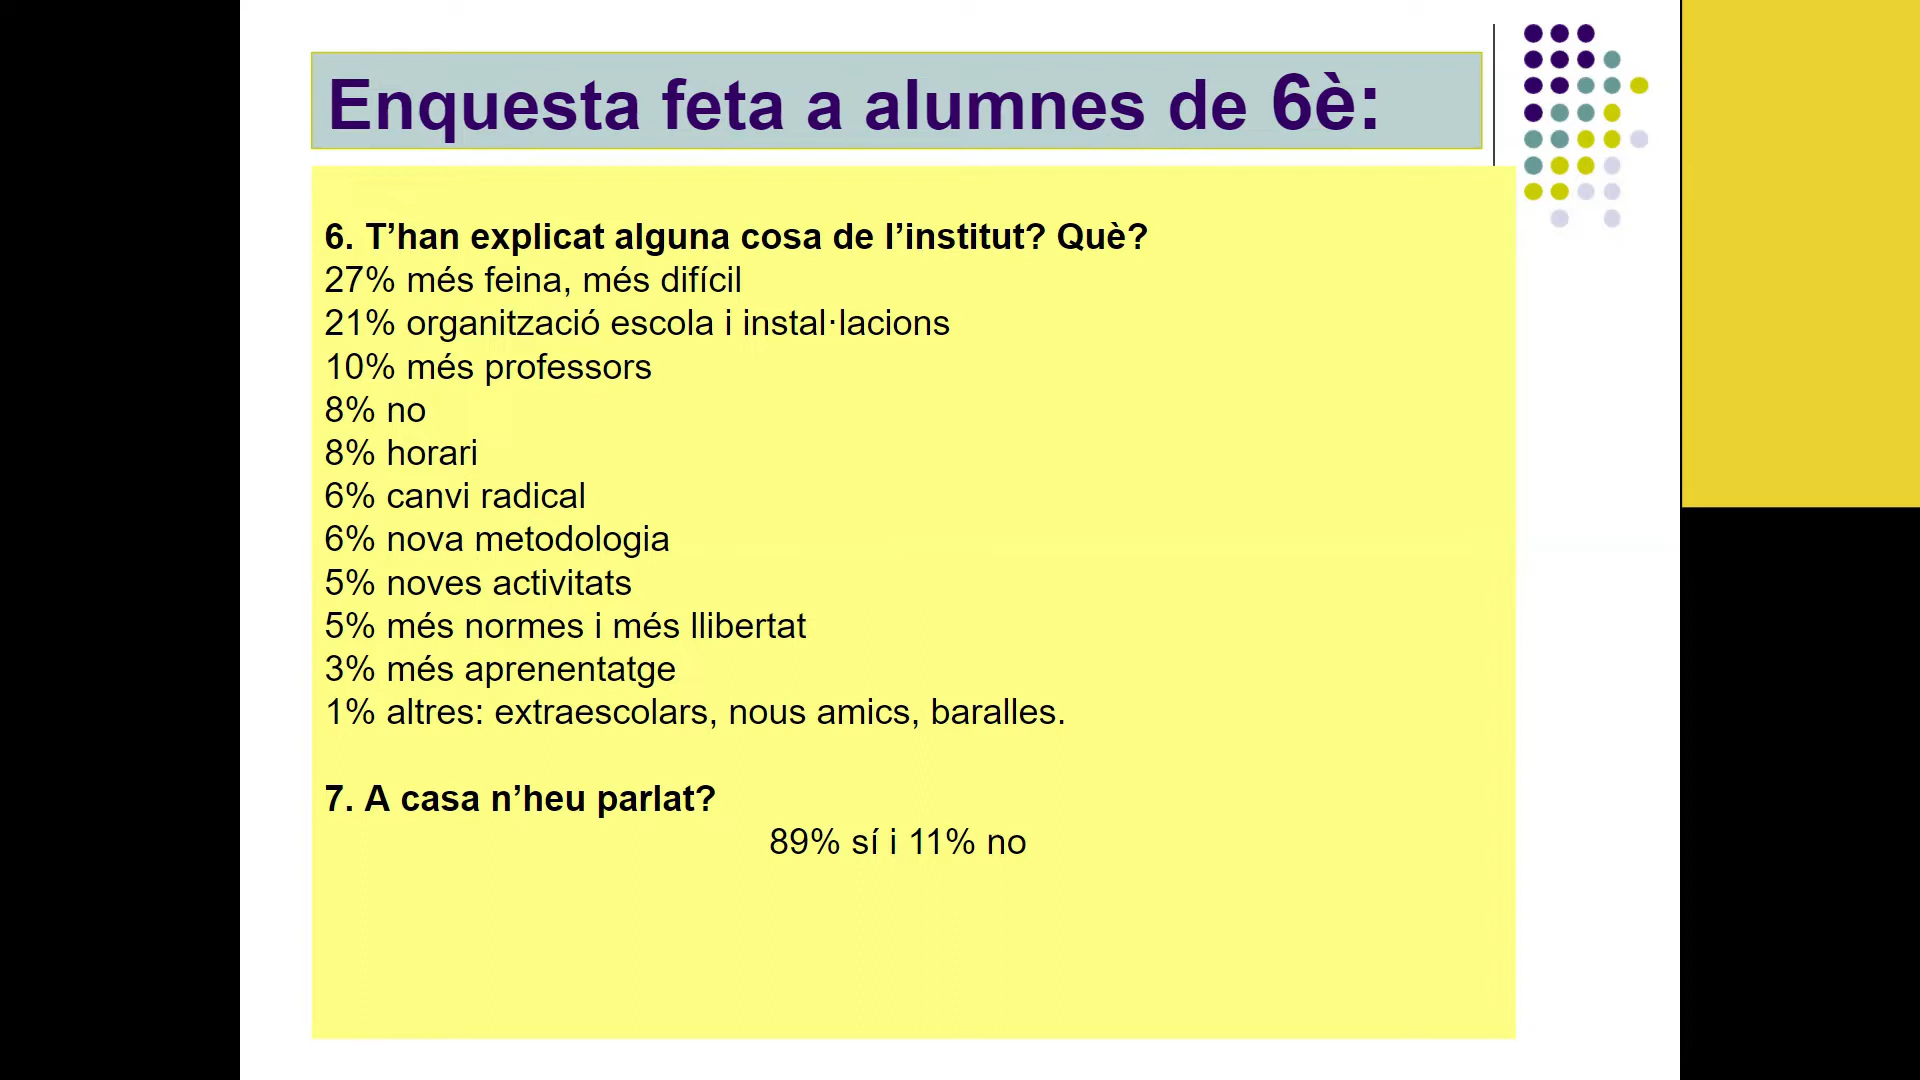 Enquesta feta a alumnes de 6è:
6. T’han explicat alguna cosa de l’institut? Què?
27% més feina, més difícil
21% organització escola i instal·lacions
10% més professors
8% no
8% horari
6% canvi radical
6% nova metodologia
5% noves activitats
5% més normes i més llibertat
3% més aprenentatge
1% altres: extraescolars, nous amics, baralles.
7. A casa n’heu parlat?
89% sí i 11% no